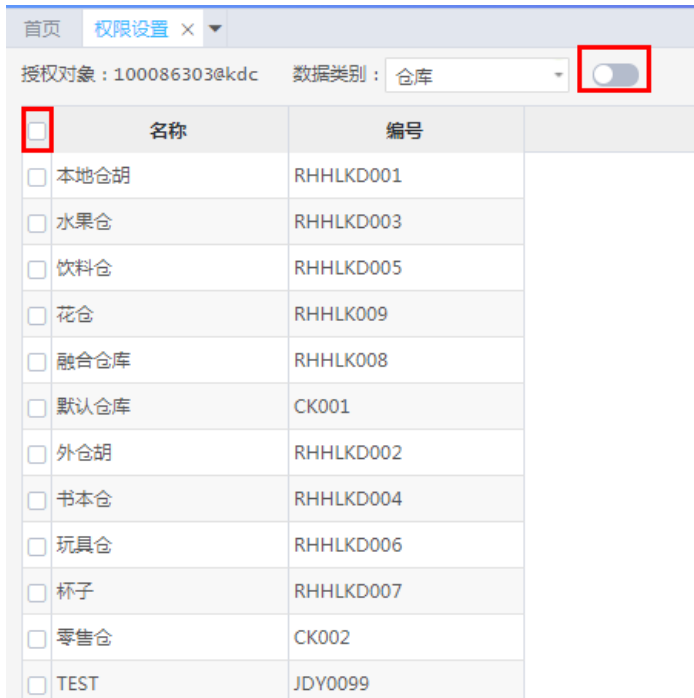 首页 权限设置
授权对象：100086303@kdc 数据类别： 仓库
名称 编号
本地仓胡 RHHLKD001
水果仓 RHHLKD003
饮料仓 RHHLKD005
花仓 RHHLK009
融合仓库 RHHLK008
默认仓库 CK001
外仓胡 RHHLKD002
书本仓 RHHLKD004
玩具仓 RHHLKD006
杯子 RHHLKD007
零售仓 CK002
TEST JDY0099